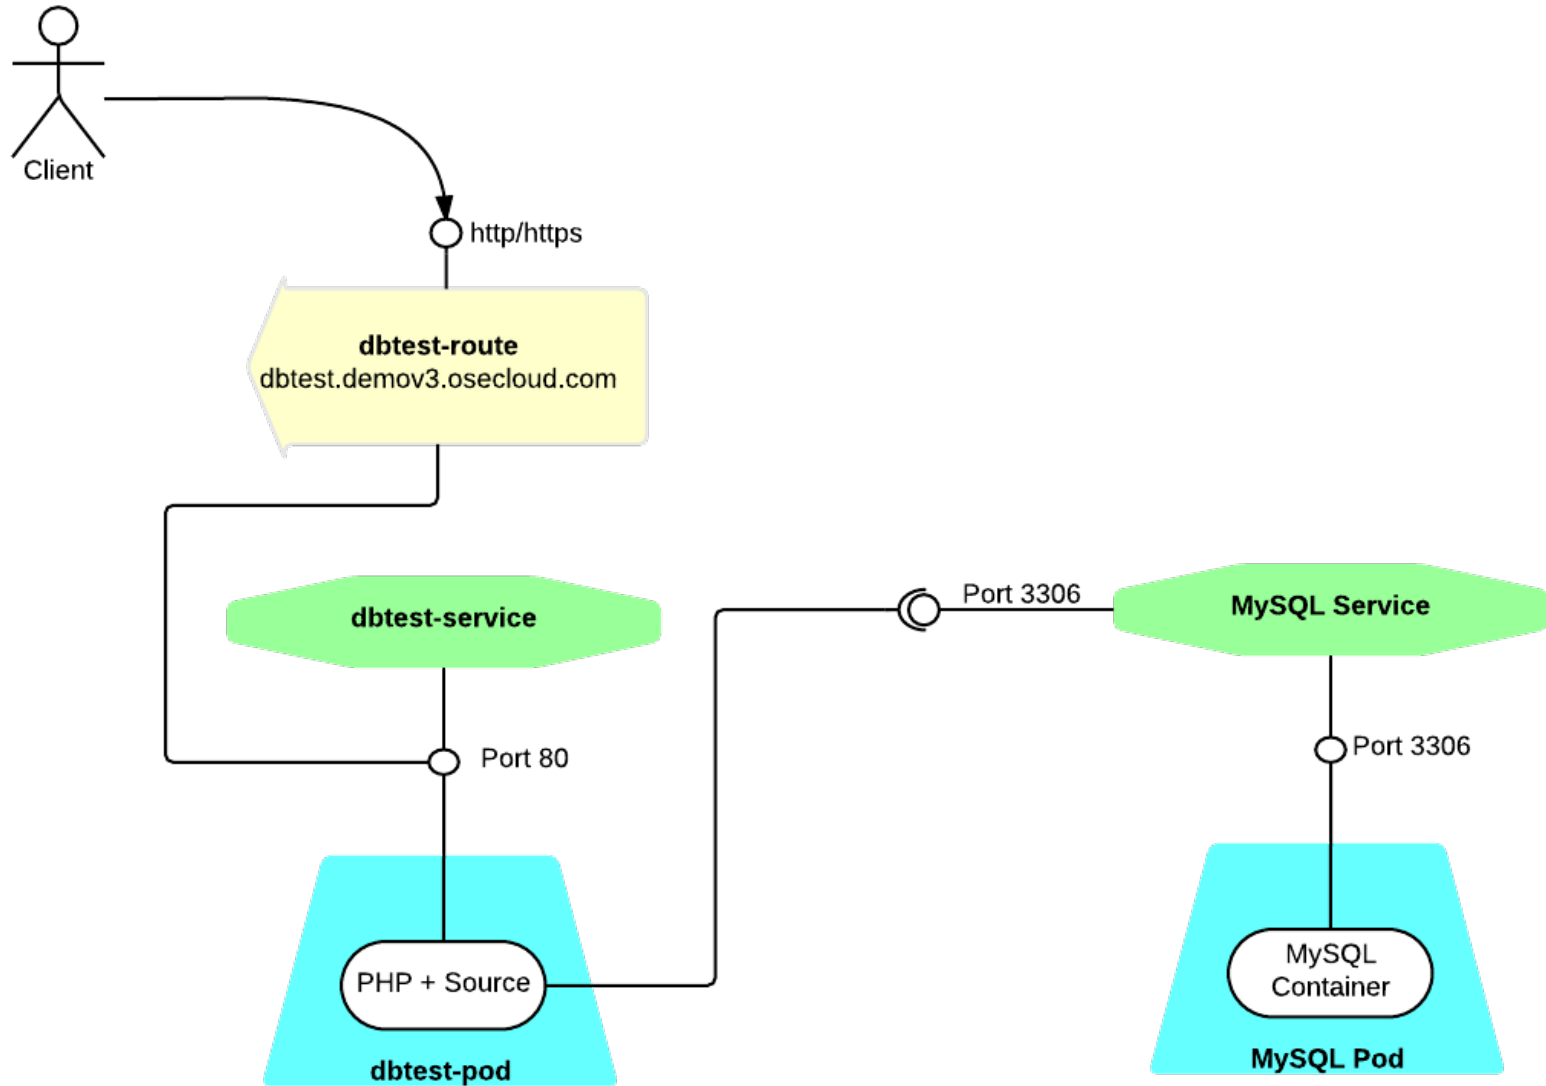 Client
http/https
dbtest-route
dbtest.demov3.osecloud.com
dbtest-service
Port 80
PHP + Source
dbtest-pod
Port 3306
MySQL Service
Port 3306
MySQL
Container
MySQL Pod